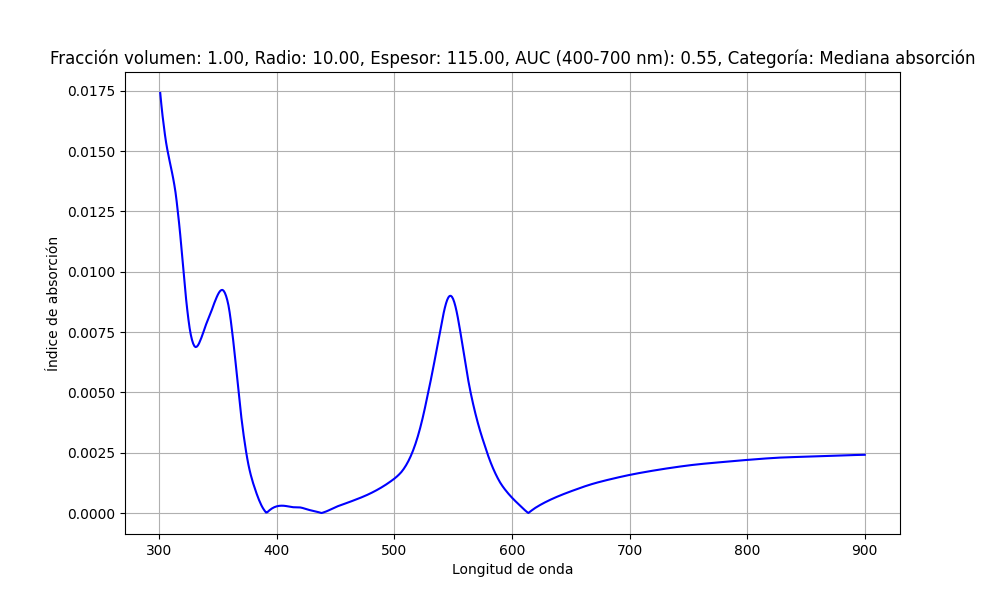 Fracción volumen: 1.00, Radio: 10.00, Espesor: 115.00, AUC (400-700 nm): 0.55, Categoría: Mediana absorción
Índice de absorción
0.0175
0.0150
0.0125
0.0100
0.0075
0.0050
0.0025
0.0000
300 400 500 600 700 800 900
Longitud de onda